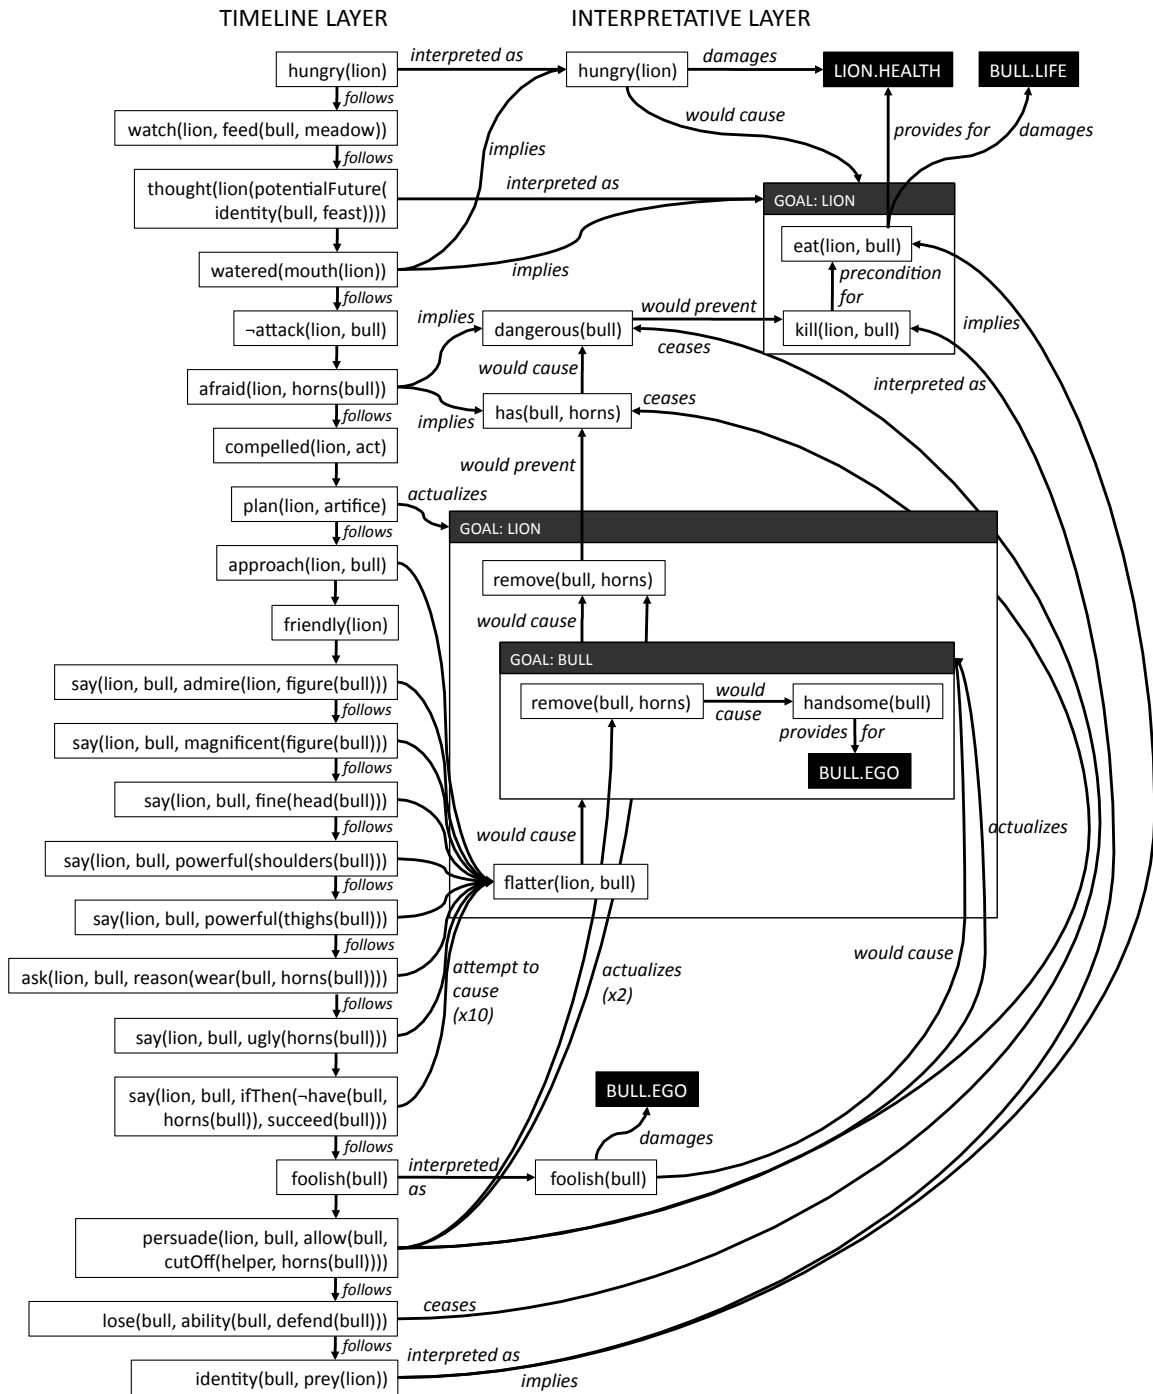 TIMELINE LAYER
INTERPRETATIVE LAYER
hungry(lion)
interpreted as
hungry(lion)
damages
LION.HEALTH
BULL.LIFE
follows
watch(lion, feed(bull, meadow))
would cause
provides for
damages
follows
implies
thought(lion(potentialFuture(
identity(bull, feast))))
interpreted as
GOAL: LION
eat(lion, bull)
watered(mouth(lion))
implies
precondition
for
follows
¬attack(lion, bull)
implies
dangerous(bull)
would prevent
kill(lion, bull)
implies
ceases
would cause
interpreted as
afraid(lion, horns(bull))
follows
implies
has(bull, horns)
ceases
compelled(lion, act)
would prevent
plan(lion, artifice)
actualizes
follows
GOAL: LION
approach(lion, bull)
remove(bull, horns)
friendly(lion)
would cause
GOAL: BULL
say(lion, bull, admire(lion, figure(bull)))
remove(bull, horns)
would
cause
handsome(bull)
follows
provides for
say(lion, bull, magnificent(figure(bull)))
follows
BULL.EGO
say(lion, bull, fine(head(bull)))
follows
would cause
actualizes
say(lion, bull, powerful(shoulders(bull)))
follows
flatter(lion, bull)
say(lion, bull, powerful(thighs(bull)))
follows
would cause
ask(lion, bull, reason(wear(bull, horns(bull))))
attempt to
cause
(x10)
actualizes
(x2)
follows
say(lion, bull, ugly(horns(bull)))
say(lion, bull, ifThen(¬have(bull,
horns(bull)), succeed(bull)))
BULL.EGO
follows
damages
foolish(bull)
interpreted
as
foolish(bull)
persuade(lion, bull, allow(bull,
cutOff(helper, horns(bull))))
follows
lose(bull, ability(bull, defend(bull)))
ceases
follows
interpreted as
identity(bull, prey(lion))
implies